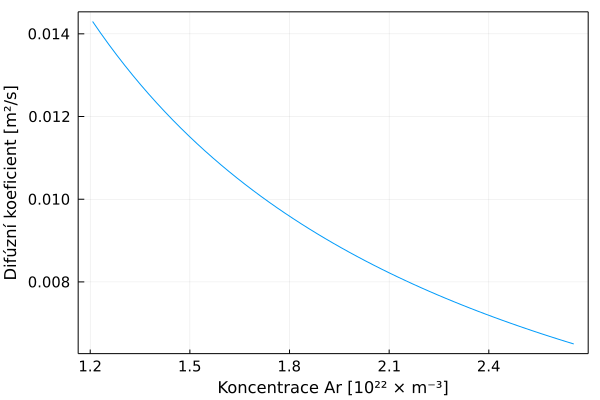 0.014
0.012
0.010
0.008
Difúzní koeficient [m²/s]
1.2 1.5 1.8 2.1 2.4
Koncentrace Ar [10²² × m⁻³]